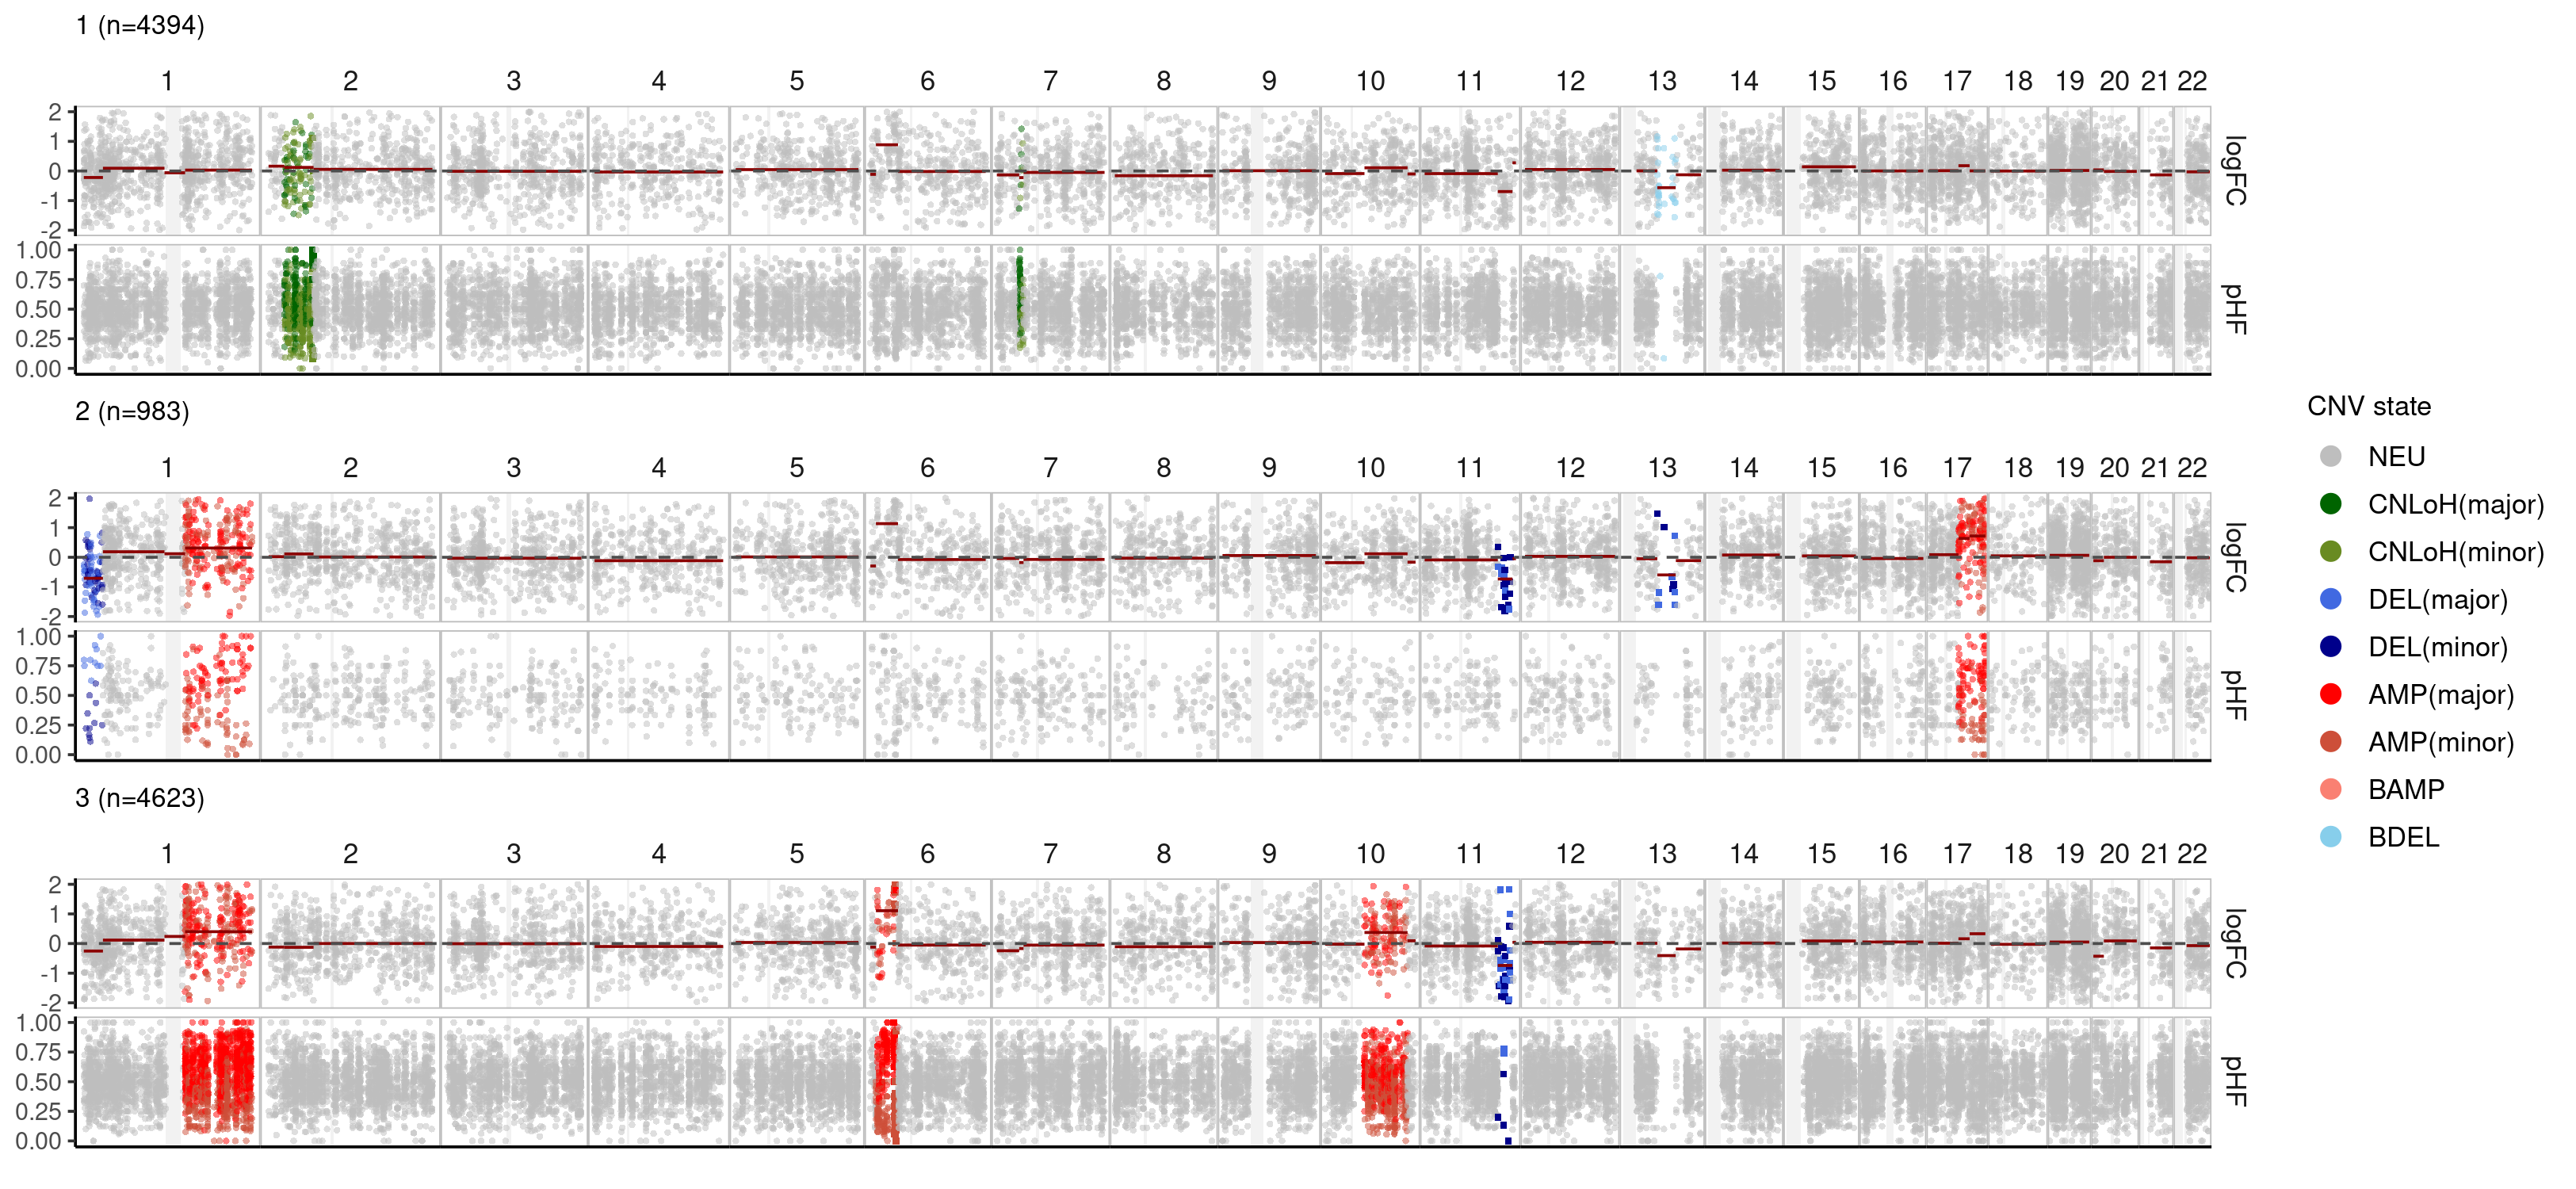 1 (n=4394)
1 2 3 4 5 6 7 8 9 10 11 12 13 14 15 16 17 18 19 20 21 22
2
1
0
-1
-2
logFC
1.00
0.75
0.50
0.25
0.00
pHF
2 (n=983)
1 2 3 4 5 6 7 8 9 10 11 12 13 14 15 16 17 18 19 20 21 22
2
1
0
-1
-2
logFC
1.00
0.75
0.50
0.25
0.00
pHF
3 (n=4623)
1 2 3 4 5 6 7 8 9 10 11 12 13 14 15 16 17 18 19 20 21 22
2
1
0
-1
-2
logFC
1.00
0.75
0.50
0.25
0.00
pHF
CNV state
NEU
CNLoH(major)
CNLoH(minor)
DEL(major)
DEL(minor)
AMP(major)
AMP(minor)
BAMP
BDEL